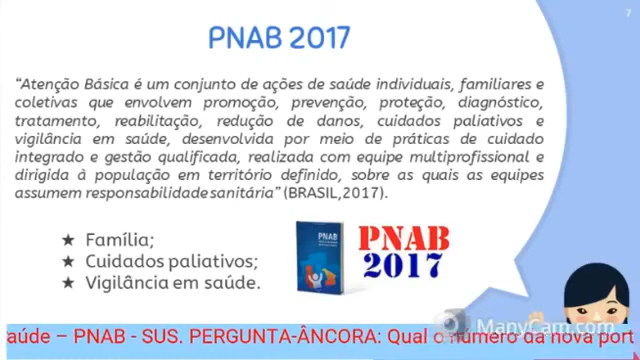 7
PNAB 2017
“Atenção Básica é um conjunto de ações de saúde individuais, familiares e
coletivas que envolvem promoção, prevenção, proteção, diagnóstico,
tratamento, reabilitação, redução de danos, cuidados paliativos e
vigilância em saúde, desenvolvida por meio de práticas de cuidado
integrado e gestão qualificada, realizada com equipe multiprofissional e
dirigida à população em território definido, sobre as quais as equipes
assumem responsabilidade sanitária” (BRASIL,2017).
★ Família;
★ Cuidados paliativos;
★ Vigilância em saúde.
PNAB
PNAB
2017
ManyCam.com
aúde – PNAB - SUS. PERGUNTA-ÂNCORA: Qual o número da nova port